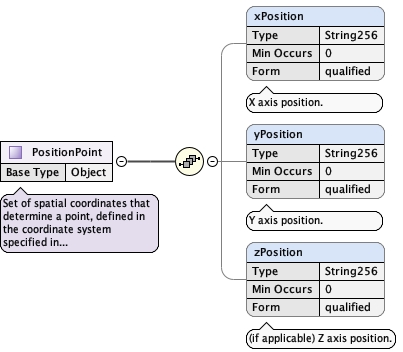 xPosition
Type String256
Min Occurs 0
Form qualified
X axis position.
yPosition
Type String256
Min Occurs 0
Form qualified
Y axis position.
PositionPoint
Base Type Object
Set of spatial coordinates that
determine a point, defined in
the coordinate system
specified in...
zPosition
Type String256
Min Occurs 0
Form qualified
(if applicable) Z axis position.